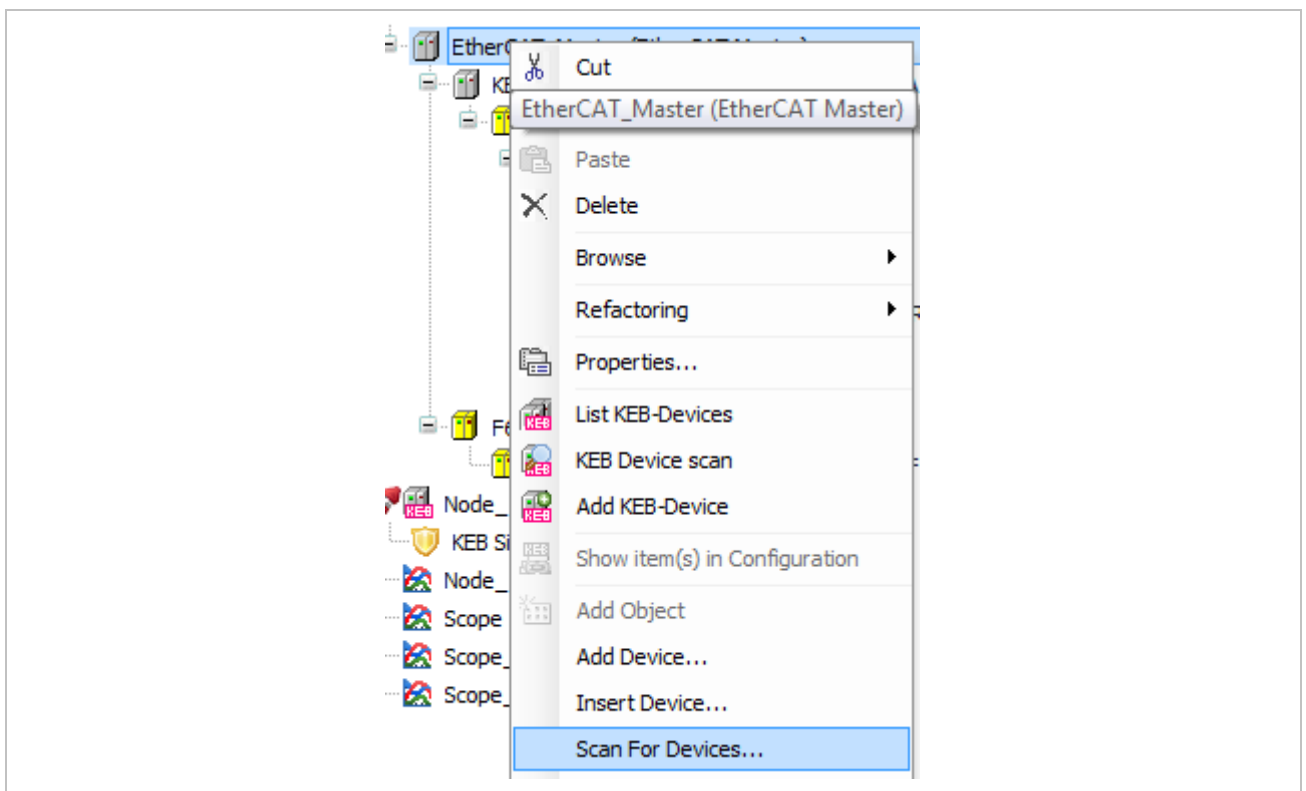 Cut
EtherCAT_Master (EtherCAT Master)
Paste
Delete
Browse
Refactoring
Properties...
List KEB-Devices
KEB Device scan
Node_
Add KEB-Device
KEB Si
Show item(s) in Configuration
Node_
Add Object
Scope
Add Device...
Scope_
Insert Device...
Scope_
Scan For Devices...